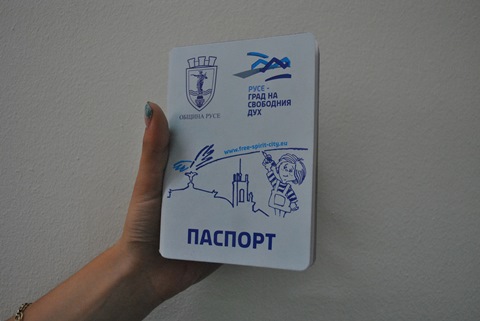 ОБЩИНА РУСЕ
РУСЕ -
ГРАД НА
СВОБОДНИЯ
ДУХ
www.free-spirit-city.eu
ПАСПОРТ